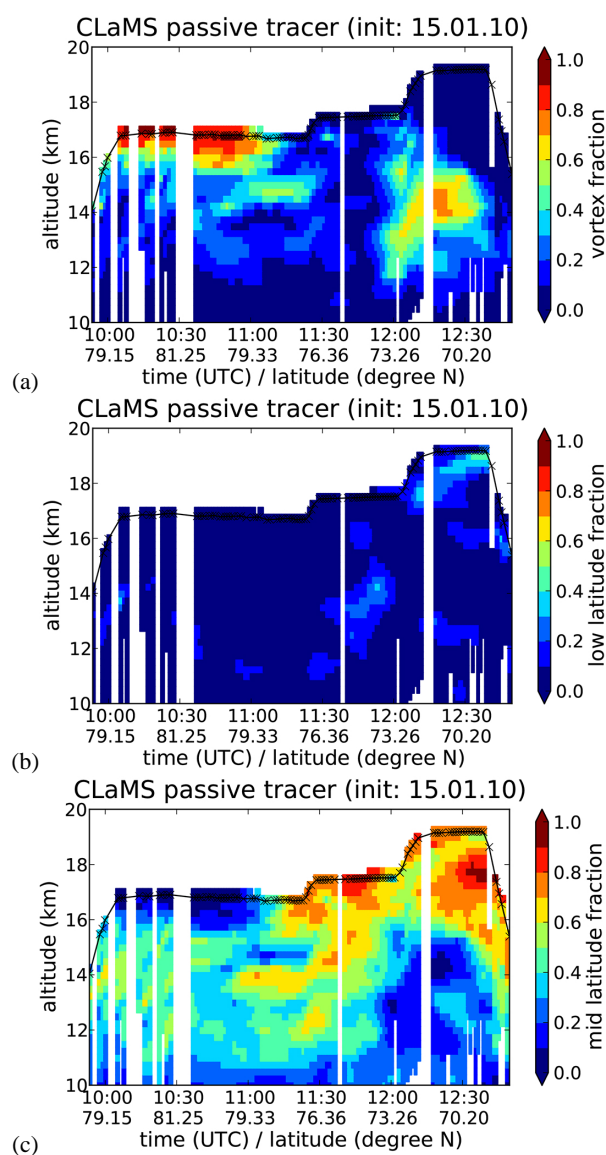 CLaMS passive tracer (init: 15.01.10)
20
18
16
14
12
10
altitude (km)
10:00 10:30 11:00 11:30 12:00 12:30
79.15 81.25 79.33 76.36 73.26 70.20
time (UTC) / latitude (degree N)
1.0
0.8
0.6
0.4
0.2
0.0
vortex fraction
(a)
CLaMS passive tracer (init: 15.01.10)
20
18
16
14
12
10
altitude (km)
10:00 10:30 11:00 11:30 12:00 12:30
79.15 81.25 79.33 76.36 73.26 70.20
time (UTC) / latitude (degree N)
1.0
0.8
0.6
0.4
0.2
0.0
low latitude fraction
(b)
CLaMS passive tracer (init: 15.01.10)
20
18
16
14
12
10
altitude (km)
10:00 10:30 11:00 11:30 12:00 12:30
79.15 81.25 79.33 76.36 73.26 70.20
time (UTC) / latitude (degree N)
1.0
0.8
0.6
0.4
0.2
0.0
mid latitude fraction
(c)